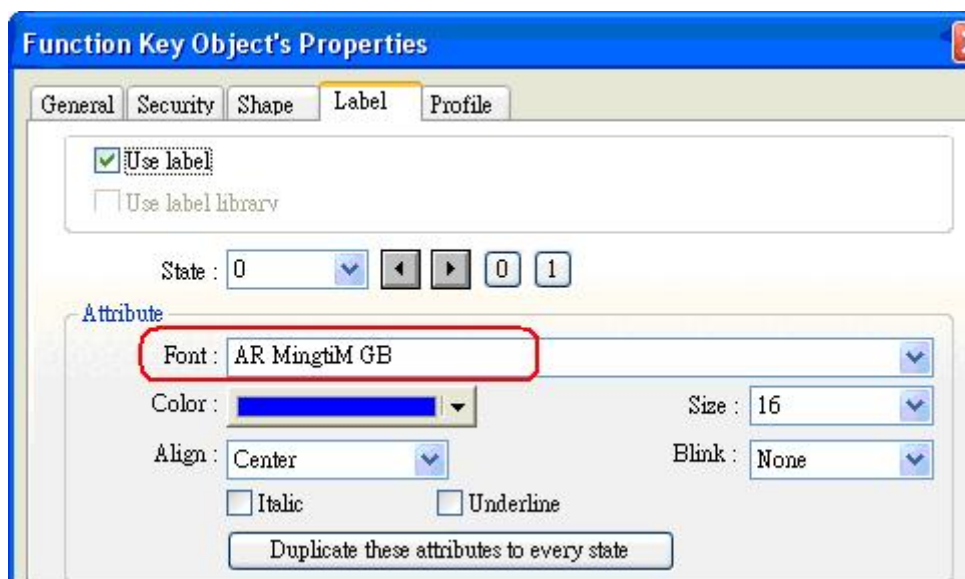 Function Key Object's Properties
General Security Shape Label Profile
Use label
Use label library
State : 0 0 1
Attribute
Font : AR MingtiM GB
Color : Size : 16
Align : Center Blink : None
Italic Underline
Duplicate these attributes to every state